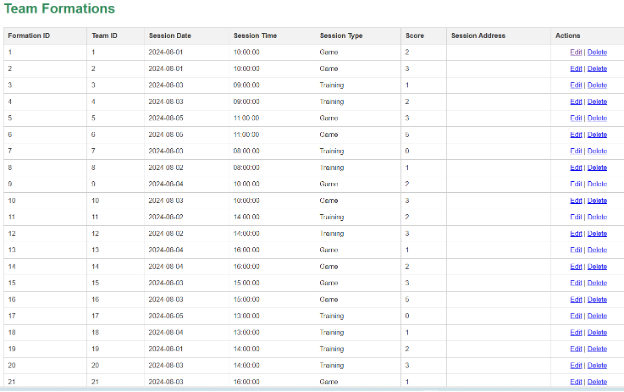 Team Formations
Formation ID Team ID Session Date Session Time Session Type Score Session Address Actions
1 1 2024-08-01 10:00:00 Game 2 Edit | Delete
2 2 2024-08-01 10:00:00 Game 3 Edit | Delete
3 3 2024-08-03 09:00:00 Training 1 Edit | Delete
4 4 2024-08-03 09:00:00 Training 2 Edit | Delete
5 5 2024-08-05 11:00:00 Game 3 Edit | Delete
6 6 2024-08-05 11:00:00 Game 5 Edit | Delete
7 7 2024-08-03 08:00:00 Training 0 Edit | Delete
8 8 2024-08-02 08:00:00 Training 1 Edit | Delete
9 9 2024-08-04 10:00:00 Game 2 Edit | Delete
10 10 2024-08-03 10:00:00 Game 3 Edit | Delete
11 11 2024-08-02 14:00:00 Training 2 Edit | Delete
12 12 2024-08-02 14:00:00 Training 3 Edit | Delete
13 13 2024-08-04 16:00:00 Game 1 Edit | Delete
14 14 2024-08-04 16:00:00 Game 2 Edit | Delete
15 15 2024-08-03 15:00:00 Game 3 Edit | Delete
16 16 2024-08-03 15:00:00 Game 5 Edit | Delete
17 17 2024-08-05 13:00:00 Training 0 Edit | Delete
18 18 2024-08-04 13:00:00 Training 1 Edit | Delete
19 19 2024-08-01 14:00:00 Training 2 Edit | Delete
20 20 2024-08-03 14:00:00 Training 3 Edit | Delete
21 21 2024-08-03 16:00:00 Game 1 Edit | Delete